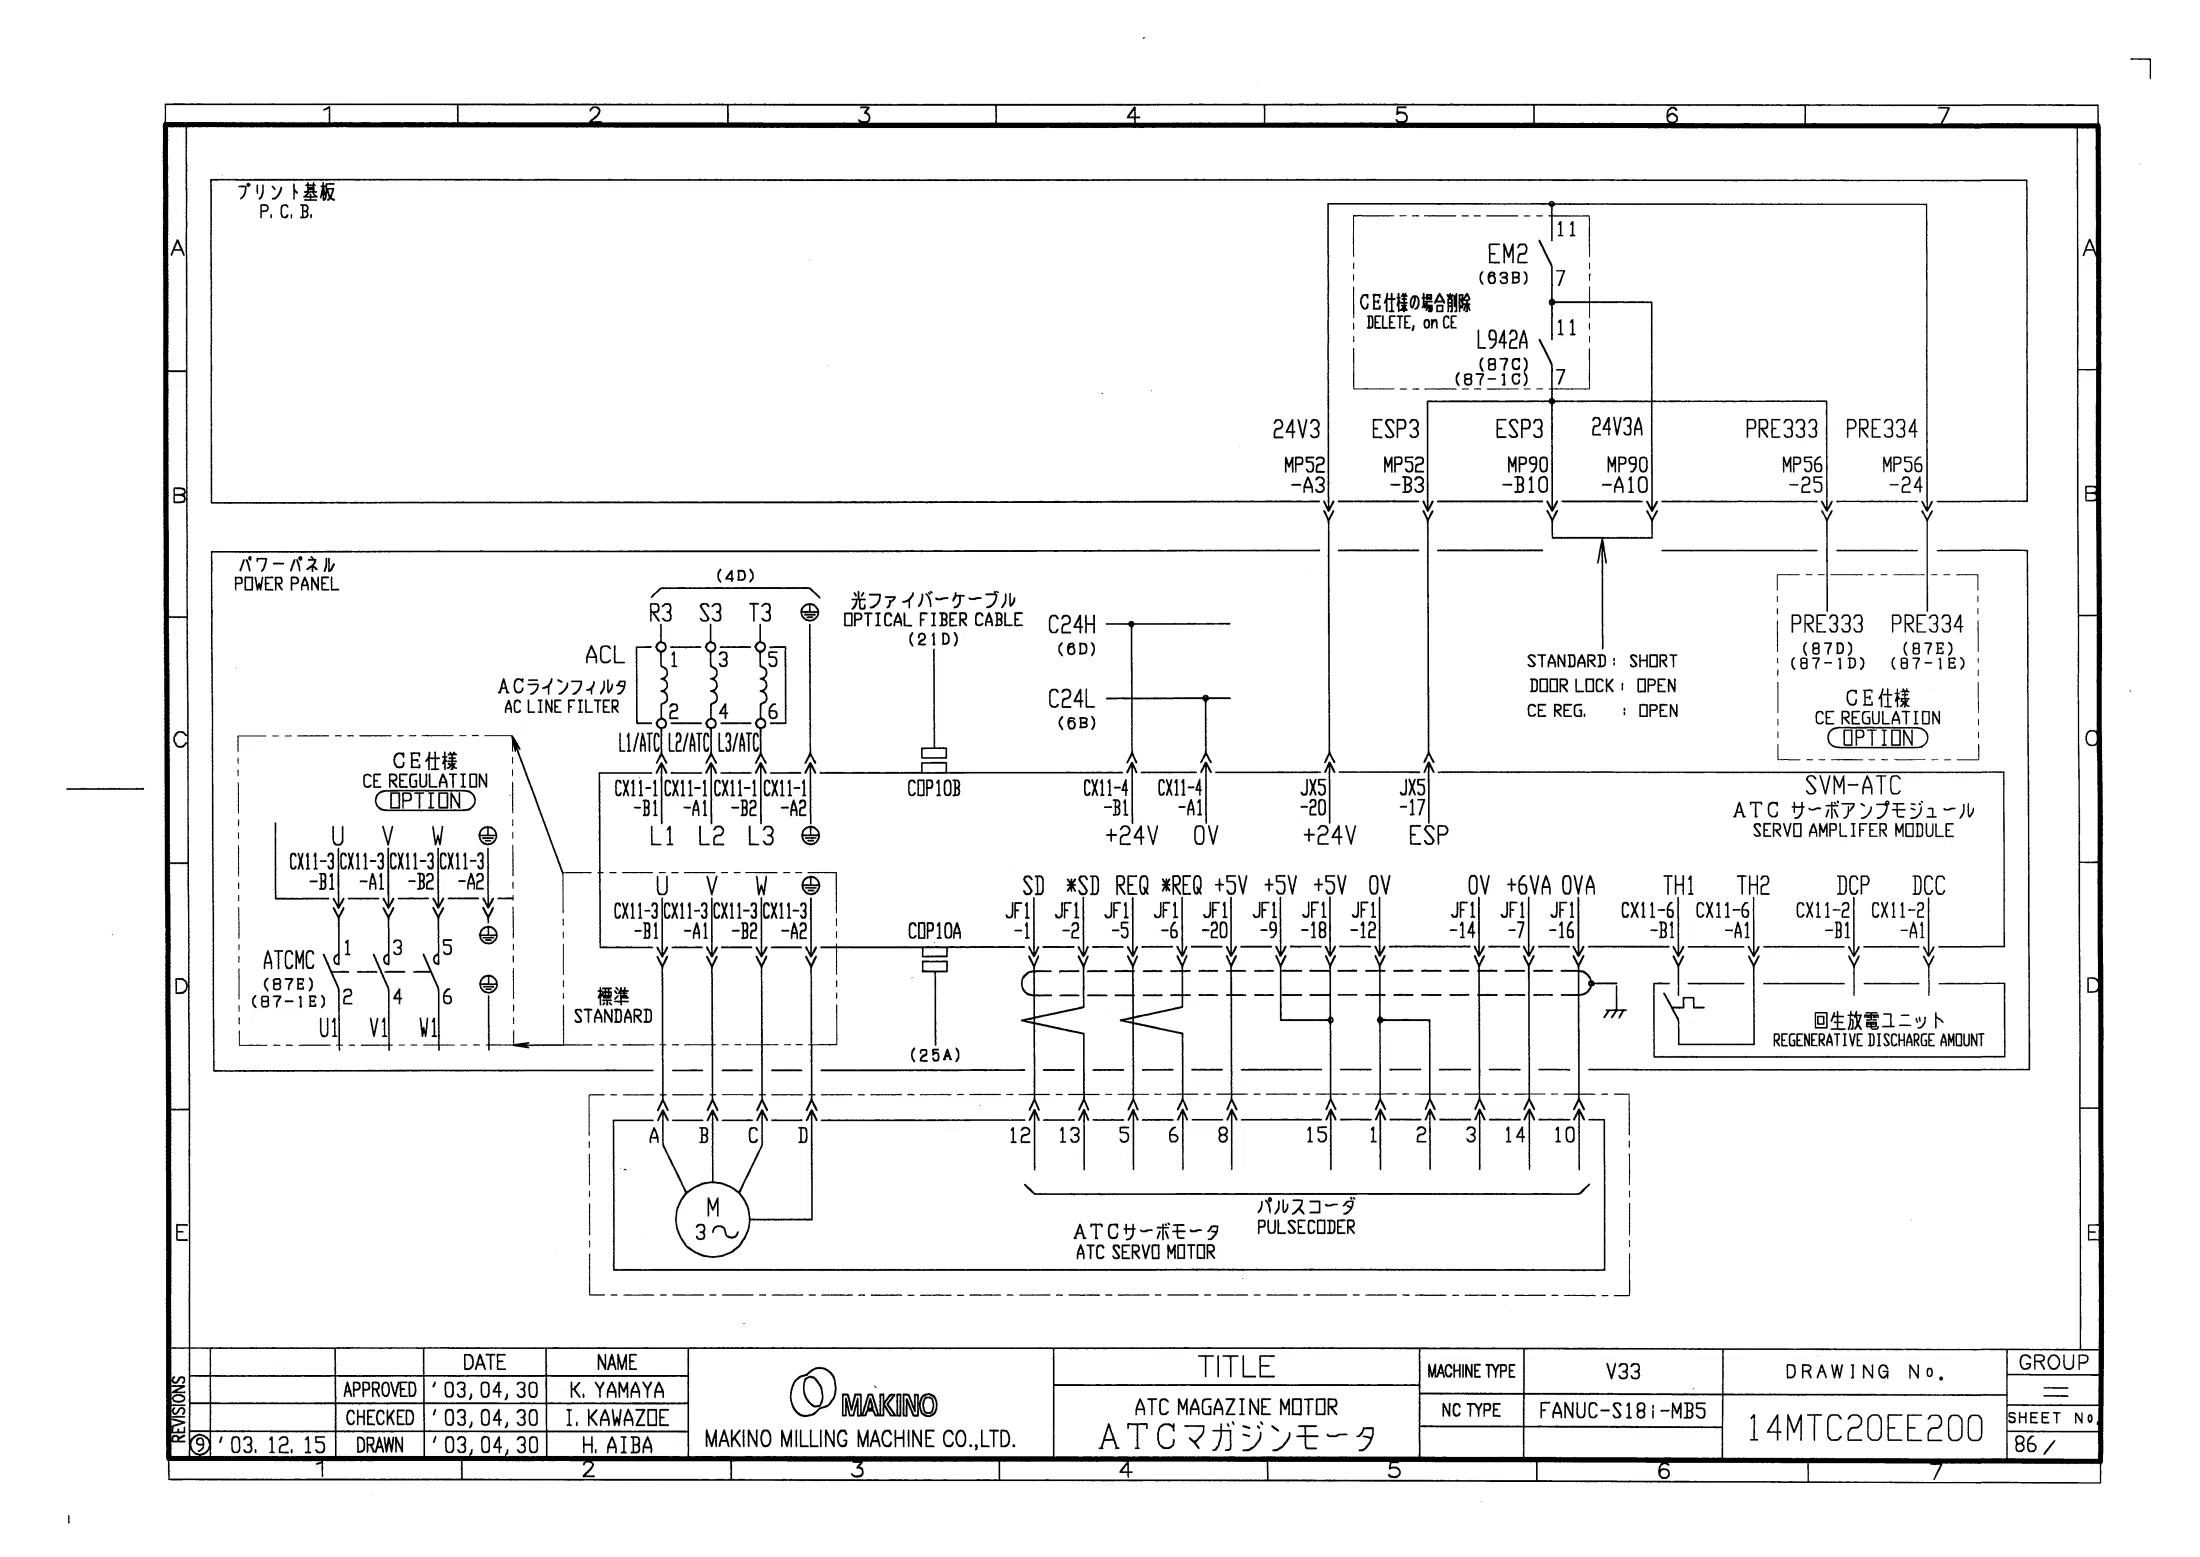 1 2 3 4 5 6 7
プリント基板
P.C.B.
A A
11
EM2
(63B) 7
CE仕様の場合削除
DELETE, on CE
11
L942A
(87C)
(87-1C) 7
24V3 ESP3 ESP3 24V3A PRE333 PRE334
MP52 MP52 MP90 MP90 MP56 MP56
-A3 -B3 -B10 -A10 -25 -24
B B
パワーパネル
POWER PANEL
(4D)
R3 S3 T3
光ファイバーケーブル
OPTICAL FIBER CABLE
(21D)
C24H
(6D)
C24L
(6B)
ACL
ACラインフィルタ
AC LINE FILTER
1 3 5
2 4 6
L1/ATC L2/ATC L3/ATC
STANDARD: SHORT
DOOR LOCK: OPEN
CE REG. : OPEN
PRE333 PRE334
(87D) (87E)
(87-1D) (87-1E)
CE仕様
CE REGULATION
OPTION
C C
CE仕様
CE REGULATION
OPTION
CX11-1 CX11-1 CX11-1 CX11-1
-B1 -A1 -B2 -A2
L1 L2 L3
COP10B
CX11-4 CX11-4
-B1 -A1
+24V 0V
JX5 JX5
-20 -17
+24V ESP
SVM-ATC
ATC サーボアンプモジュール
SERVO AMPLIFER MODULE
U V W
CX11-3 CX11-3 CX11-3 CX11-3
-B1 -A1 -B2 -A2
U V W
CX11-3 CX11-3 CX11-3 CX11-3
-B1 -A1 -B2 -A2
COP10A
SD *SD REQ *REQ +5V +5V +5V 0V 0V +6VA 0VA
JF1 JF1 JF1 JF1 JF1 JF1 JF1 JF1 JF1 JF1 JF1
-1 -2 -5 -6 -20 -9 -18 -12 -14 -7 -16
TH1 TH2 DCP DCC
CX11-6 CX11-6 CX11-2 CX11-2
-B1 -A1 -B1 -A1
D D
ATCMC
(87E)
(87-1E)
1 3 5
2 4 6
U1 V1 W1
標準
STANDARD
(25A)
回生放電ユニット
REGENERATIVE DISCHARGE AMOUNT
A B C D
12 13 5 6 8 15 1 2 3 14 10
M
3~
パルスコーダ
PULSECODER
ATCサーボモータ
ATC SERVO MOTOR
E E
REVISIONS
DATE NAME
APPROVED '03,04,30 K. YAMAYA
CHECKED '03,04,30 I. KAWAZOE
⑨ '03.12.15 DRAWN '03,04,30 H. AIBA
MAKINO
MAKINO MILLING MACHINE CO.,LTD.
TITLE
ATC MAGAZINE MOTOR
ATCマガジンモータ
MACHINE TYPE V33
NC TYPE FANUC-S18i-MB5
DRAWING No.
14MTC20EE200
GROUP
=
SHEET No.
86/
1 2 3 4 5 6 7